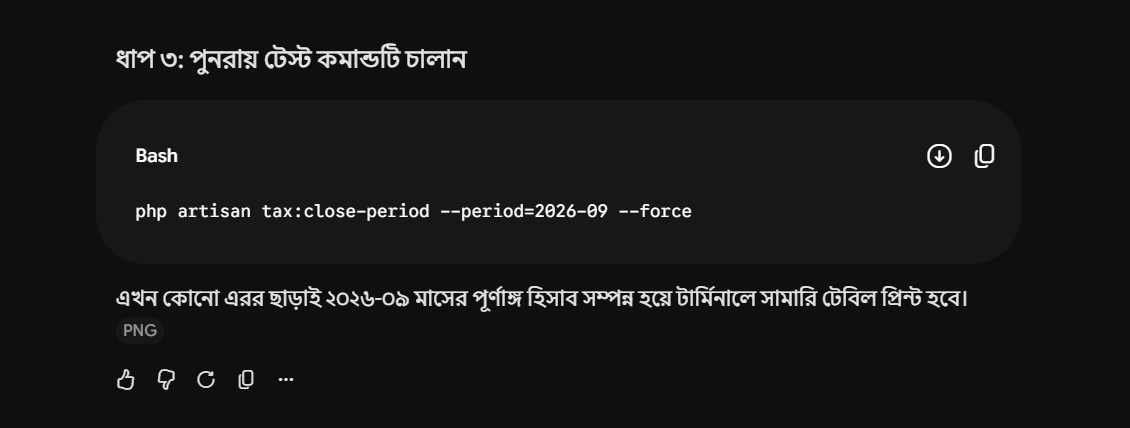 ধাপ ৩: পুনরায় টেস্ট কমান্ডটি চালান
Bash
php artisan tax:close-period --period=2026-09 --force
এখন কোনো এরর ছাড়াই ২০২৬-০৯ মাসের পূর্ণাঙ্গ হিসাব সম্পন্ন হয়ে টার্মিনালে সামারি টেবিল প্রিন্ট হবে।
PNG